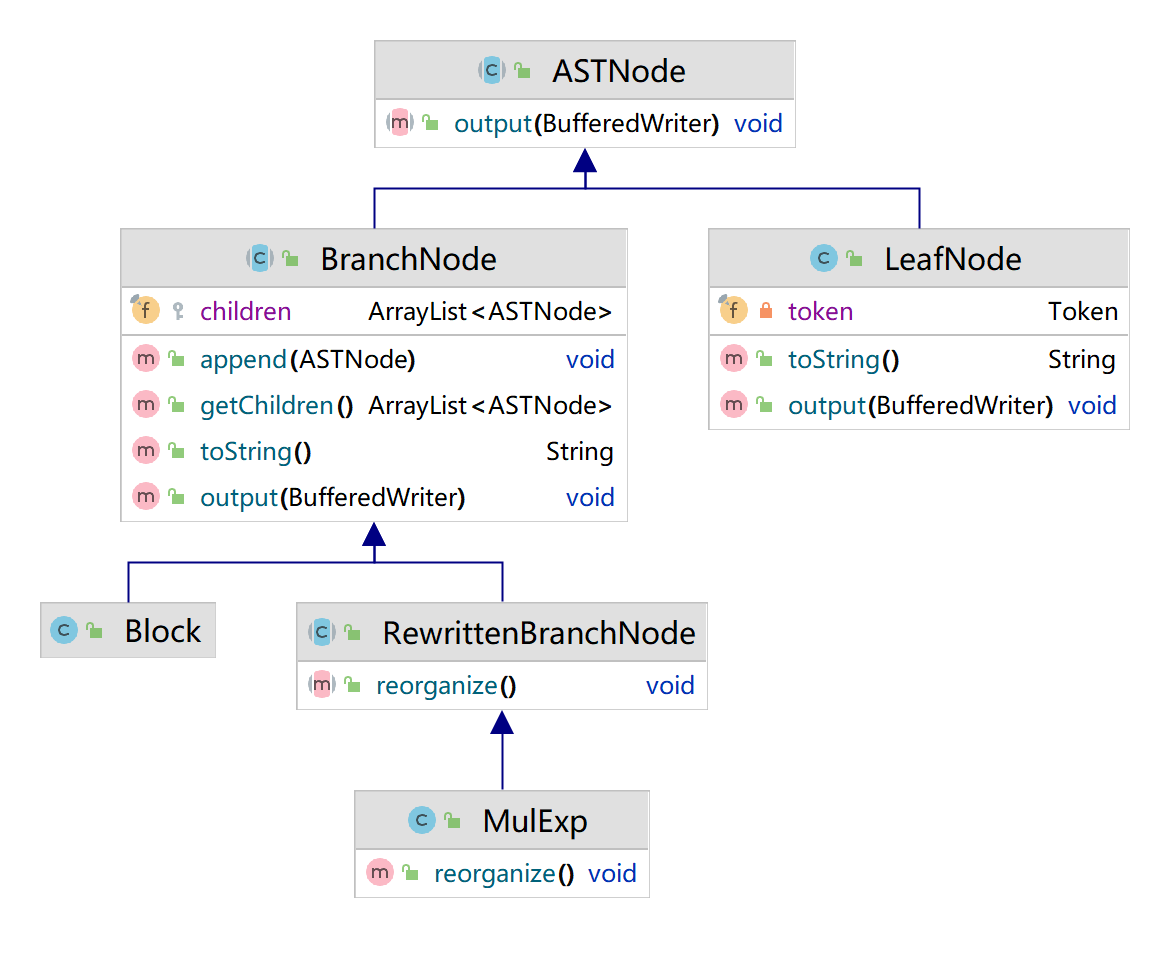 ASTNode
output(BufferedWriter) void
BranchNode
children ArrayList<ASTNode>
append(ASTNode) void
getChildren() ArrayList<ASTNode>
toString() String
output(BufferedWriter) void
LeafNode
token Token
toString() String
output(BufferedWriter) void
Block
RewrittenBranchNode
reorganize() void
MulExp
reorganize() void